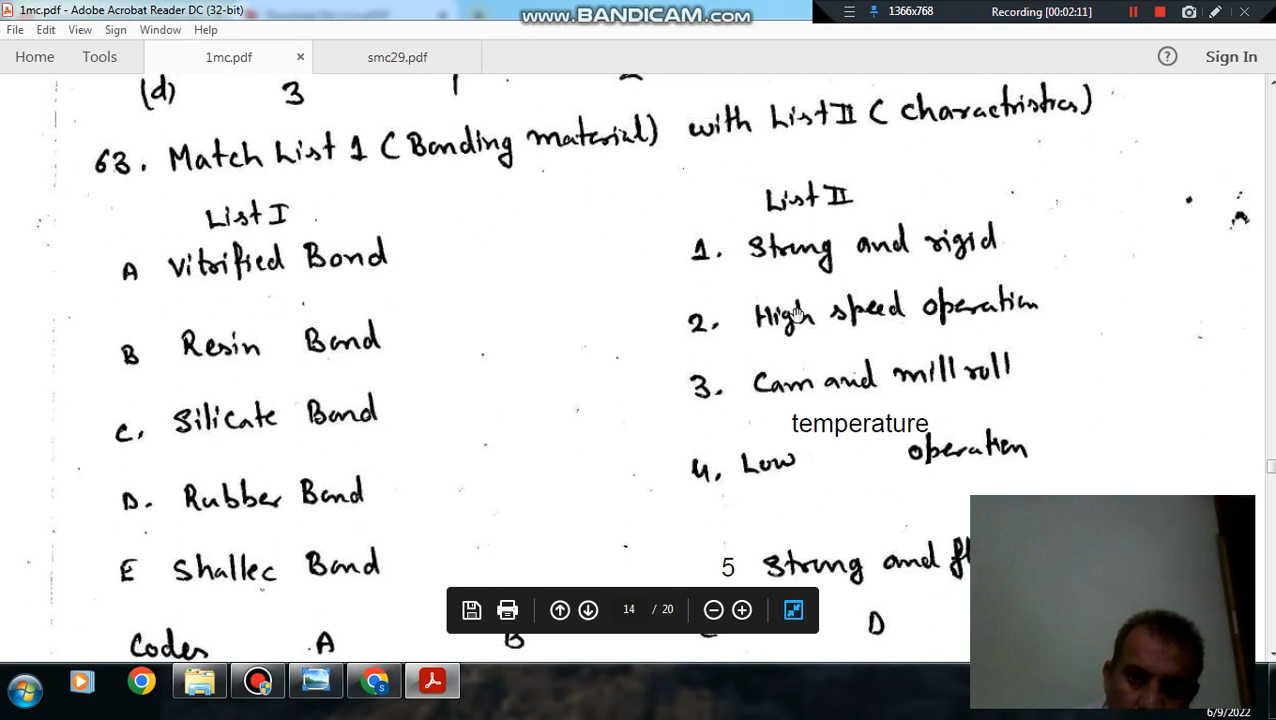 1mc.pdf - Adobe Acrobat Reader DC (32-bit)
www.BANDICAM.com
1366x768
Recording [00:02:11]
File Edit View Sign Window Help
Home Tools 1mc.pdf × smc29.pdf
? Sign In
(d) 3 1
63. Match List 1 (Bonding material) with List II (Charactristics)
List I
List II
A Vitrified Bond
1. Strong and rigid
B Resin Bond
2. High speed operation
C. Silicate Bond
3. Cam and mill roll
temperature
4. Low operation
D. Rubber Bond
E Shallec Bond
5 Strong and
14 / 20
Codes A B C D
6/9/2022